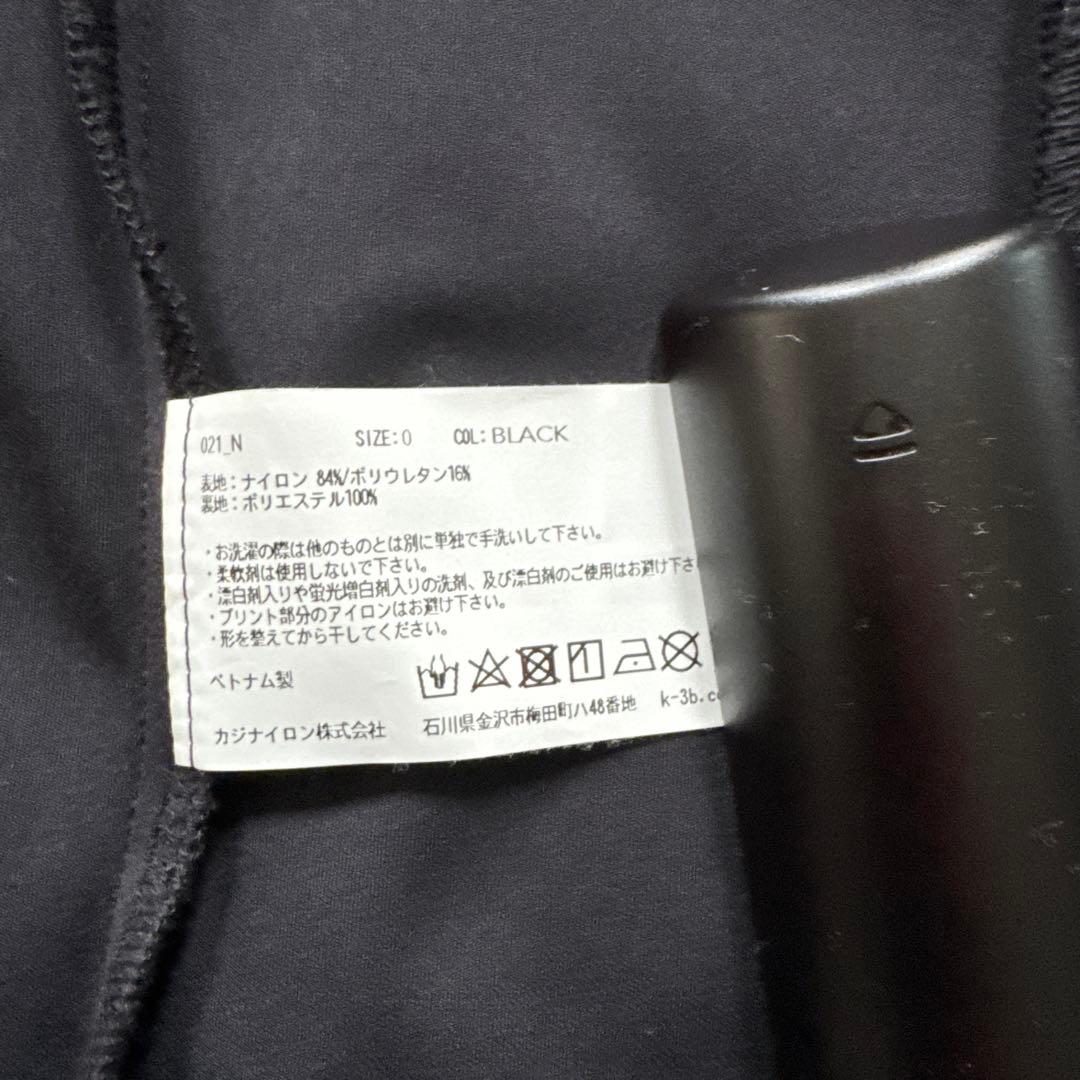 021_N SIZE:0 COL:BLACK
表地:ナイロン 84%/ポリウレタン16%
裏地:ポリエステル100%
・お洗濯の際は他のものとは別に単独で手洗いして下さい。
・柔軟剤は使用しないで下さい。
・漂白剤入りや蛍光増白剤入りの洗剤、及び漂白剤のご使用はお避け下さ
・プリント部分のアイロンはお避け下さい。
・形を整えてから干してください。
ベトナム製
カジナイロン株式会社 石川県金沢市梅田町ハ48番地 k-3b.c